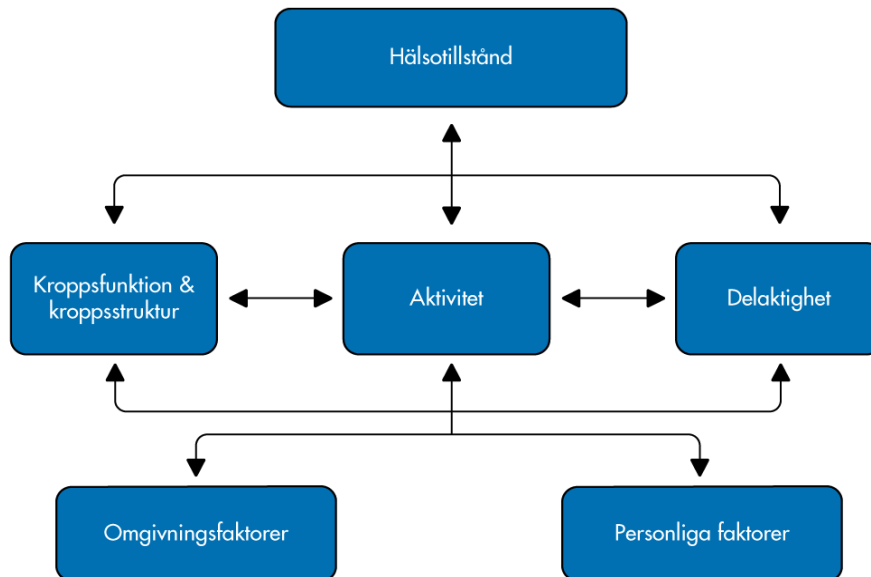 Hälsotillstånd
Kroppsfunktion &
kroppsstruktur
Aktivitet
Delaktighet
Omgivningsfaktorer
Personliga faktorer